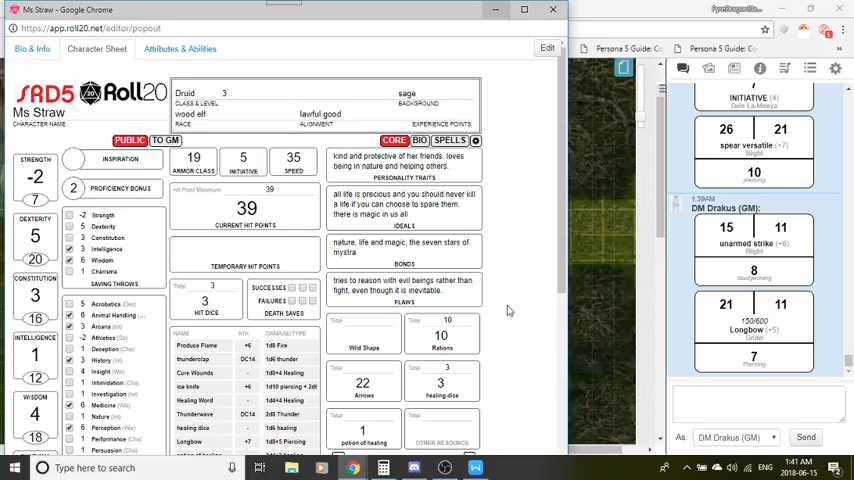 Ms Straw - Google Chrome
https://app.roll20.net/editor/popout
Bio & Info
Character Sheet
Attributes & Abilities
Edit
SRD5 Roll20
Ms Straw
CHARACTER NAME
Druid 3
CLASS & LEVEL
sage
BACKGROUND
wood elf
RACE
lawful good
ALIGNMENT
EXPERIENCE POINTS
PUBLIC TO GM
CORE BIO SPELLS
STRENGTH
-2
7
DEXTERITY
5
20
CONSTITUTION
3
16
INTELLIGENCE
1
12
WISDOM
4
18
INSPIRATION
2 PROFICIENCY BONUS
-2 Strength
5 Dexterity
3 Constitution
3 Intelligence
6 Wisdom
1 Charisma
SAVING THROWS
5 Acrobatics (Dex)
6 Animal Handling (...
3 Arcana (Int)
-2 Athletics (Str)
1 Deception (Cha)
3 History (Int)
4 Insight (Wis)
1 Intimidation (Cha)
1 Investigation (Int)
6 Medicine (Wis)
1 Nature (Int)
6 Perception (Wis)
1 Performance (Cha)
1 Persuasion (Cha)
19
ARMOR CLASS
5
INITIATIVE
35
SPEED
Hit Point Maximum 39
39
CURRENT HIT POINTS
TEMPORARY HIT POINTS
Total 3
3
HIT DICE
SUCCESSES
FAILURES
DEATH SAVES
NAME ATK DAMAGE/TYPE
Produce Flame +6 1d8 Fire
thunderclap DC14 1d6 thunder
Cure Wounds - 1d8+4 Healing
ice knife +6 1d10 piercing + 2d6
Healing Word - 1d4+4 Healing
Thunderwave DC14 2d8 Thunder
healing dice - 1d6 healing
Longbow +7 1d8+5 Piercing
kind and protective of her friends. loves
being in nature and helping others.
PERSONALITY TRAITS
all life is precious and you should never kill
a life if you can choose to spare them.
there is magic in us all
IDEALS
nature, life and magic, the seven stars of
mystra
BONDS
tries to reason with evil beings rather than
fight, even though it is inevitable.
FLAWS
Total
Wild Shape
Total 10
10
Rations
Total
22
Arrows
Total 3
3
healing dice
Total
1
potion of healing
Total
OTHER RESOURCE
Persona 5 Guide: Co
Persona 5 Guide: Co
INITIATIVE (4)
Deis La-Meeya
26 21
spear versatile (+7)
Blight
10
piercing
1:39AM
DM Drakus (GM):
15 11
unarmed strike (+6)
Blight
8
bludgeoning
21 11
150/600
Longbow (+5)
Gnaw
7
Piercing
As: DM Drakus (GM) Send
Type here to search
ENG
1:41 AM
2018-06-15